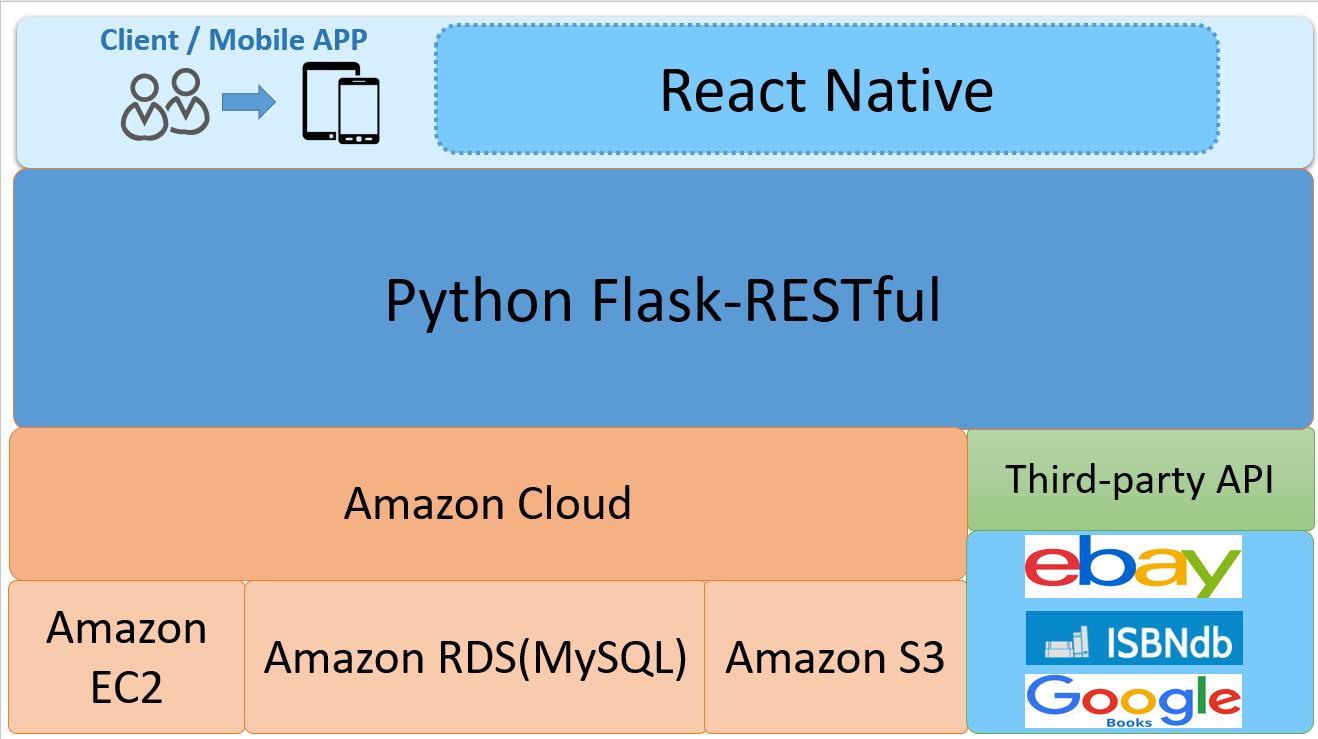 Client / Mobile APP
React Native
Python Flask-RESTful
Amazon Cloud
Third-party API
ebay
ISBNdb
Google
Books
Amazon
EC2
Amazon RDS(MySQL)
Amazon S3